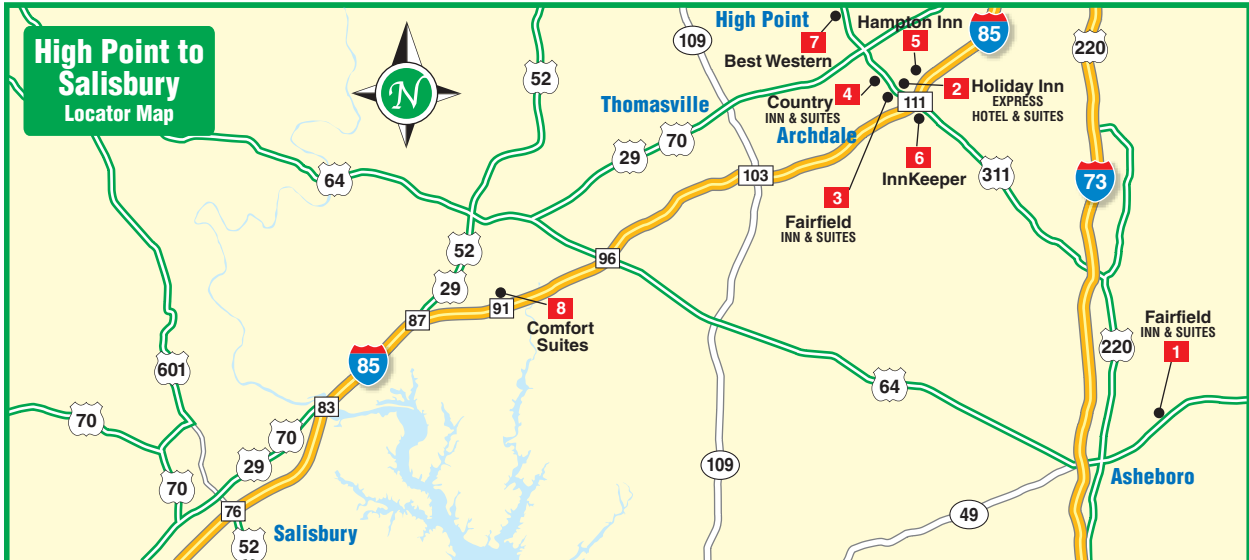 High Point to
Salisbury
Locator Map
N
High Point
7
Best Western
Hampton Inn
5
85
109
220
52
Thomasville
4
Country
INN & SUITES
Archdale
2
Holiday Inn
EXPRESS
HOTEL & SUITES
111
70
29
6
InnKeeper
103
3
Fairfield
INN & SUITES
311
73
64
52
96
29
91
8
Comfort
Suites
87
Fairfield
INN & SUITES
1
220
601
85
64
83
70
70
29
109
70
Asheboro
76
49
Salisbury
52